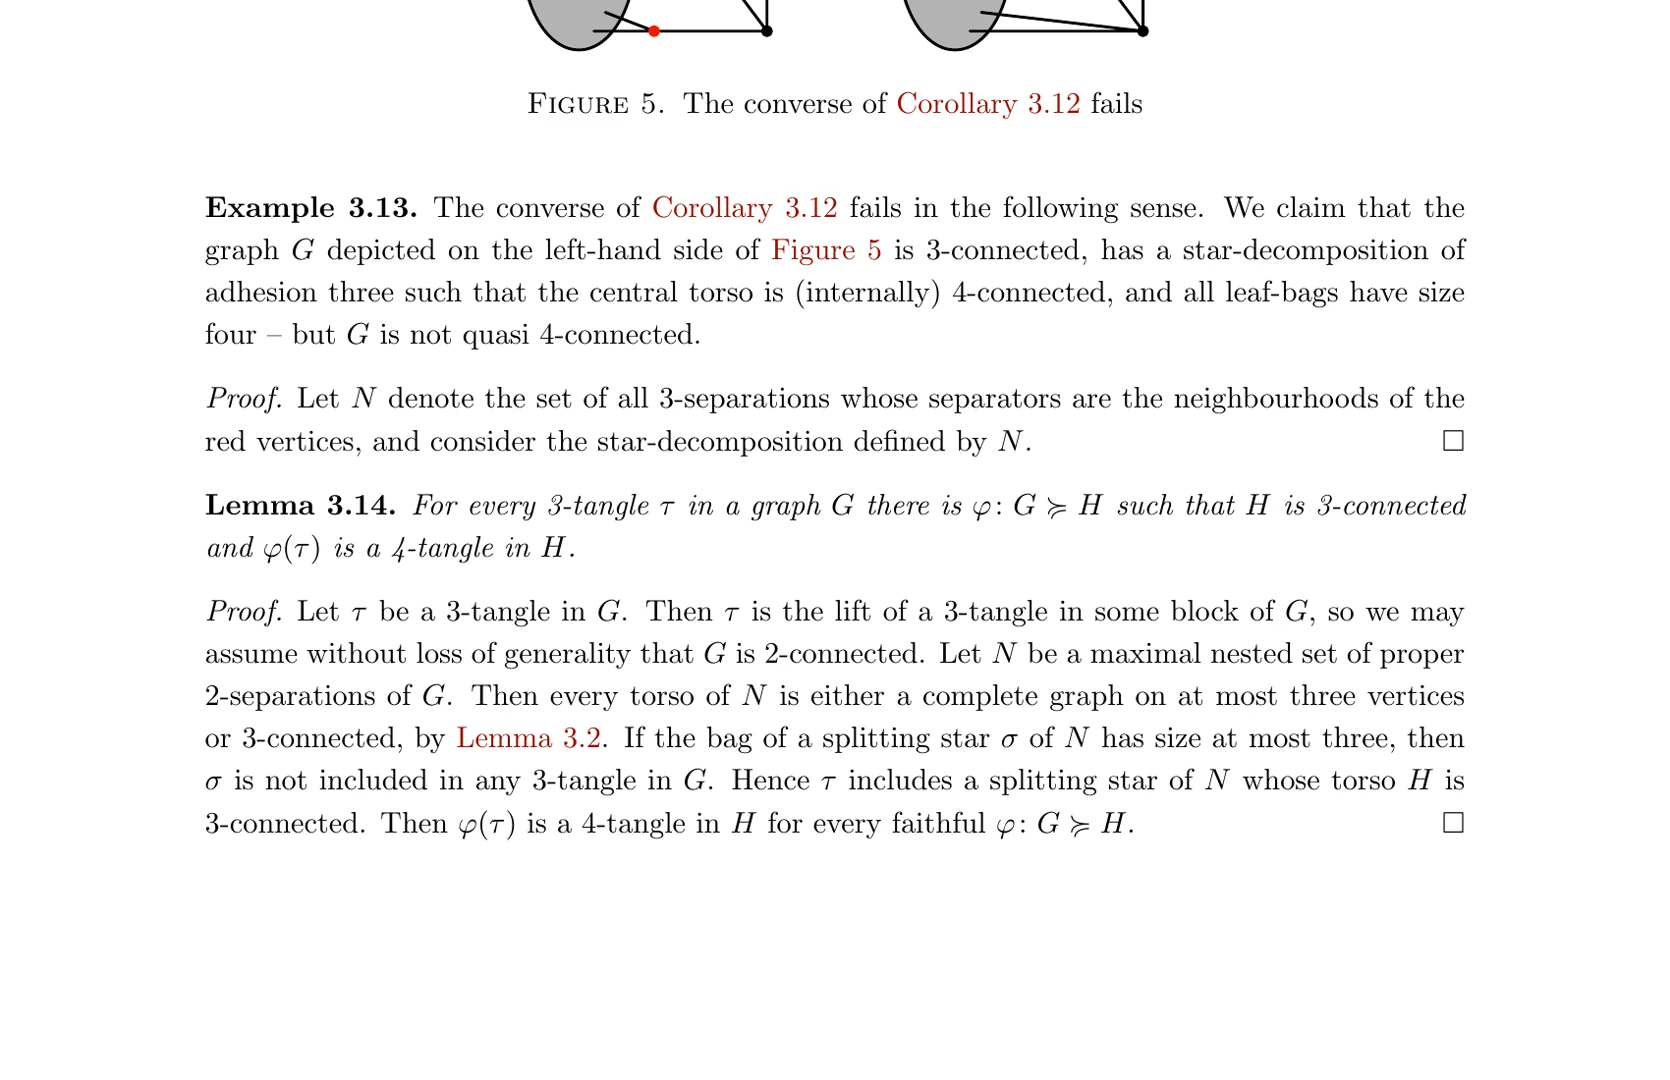 FIGURE 5. The converse of Corollary 3.12 fails
Example 3.13. The converse of Corollary 3.12 fails in the following sense. We claim that the
graph G depicted on the left-hand side of Figure 5 is 3-connected, has a star-decomposition of
adhesion three such that the central torso is (internally) 4-connected, and all leaf-bags have size
four – but G is not quasi 4-connected.
Proof. Let N denote the set of all 3-separations whose separators are the neighbourhoods of the
red vertices, and consider the star-decomposition defined by N. □
Lemma 3.14. For every 3-tangle τ in a graph G there is φ: G ≽ H such that H is 3-connected
and φ(τ) is a 4-tangle in H.
Proof. Let τ be a 3-tangle in G. Then τ is the lift of a 3-tangle in some block of G, so we may
assume without loss of generality that G is 2-connected. Let N be a maximal nested set of proper
2-separations of G. Then every torso of N is either a complete graph on at most three vertices
or 3-connected, by Lemma 3.2. If the bag of a splitting star σ of N has size at most three, then
σ is not included in any 3-tangle in G. Hence τ includes a splitting star of N whose torso H is
3-connected. Then φ(τ) is a 4-tangle in H for every faithful φ: G ≽ H. □